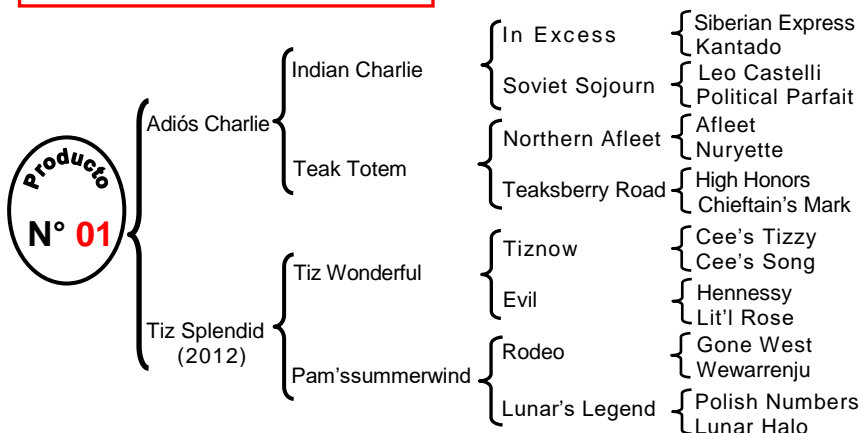 Producto
N° 01
Adiós Charlie
Tiz Splendid
(2012)
Indian Charlie
Teak Totem
Tiz Wonderful
Pam'ssummerwind
In Excess
Soviet Sojourn
Northern Afleet
Teaksberry Road
Tiznow
Evil
Rodeo
Lunar's Legend
Siberian Express
Kantado
Leo Castelli
Political Parfait
Afleet
Nuryette
High Honors
Chieftain's Mark
Cee's Tizzy
Cee's Song
Hennessy
Lit'l Rose
Gone West
Wewarrenju
Polish Numbers
Lunar Halo